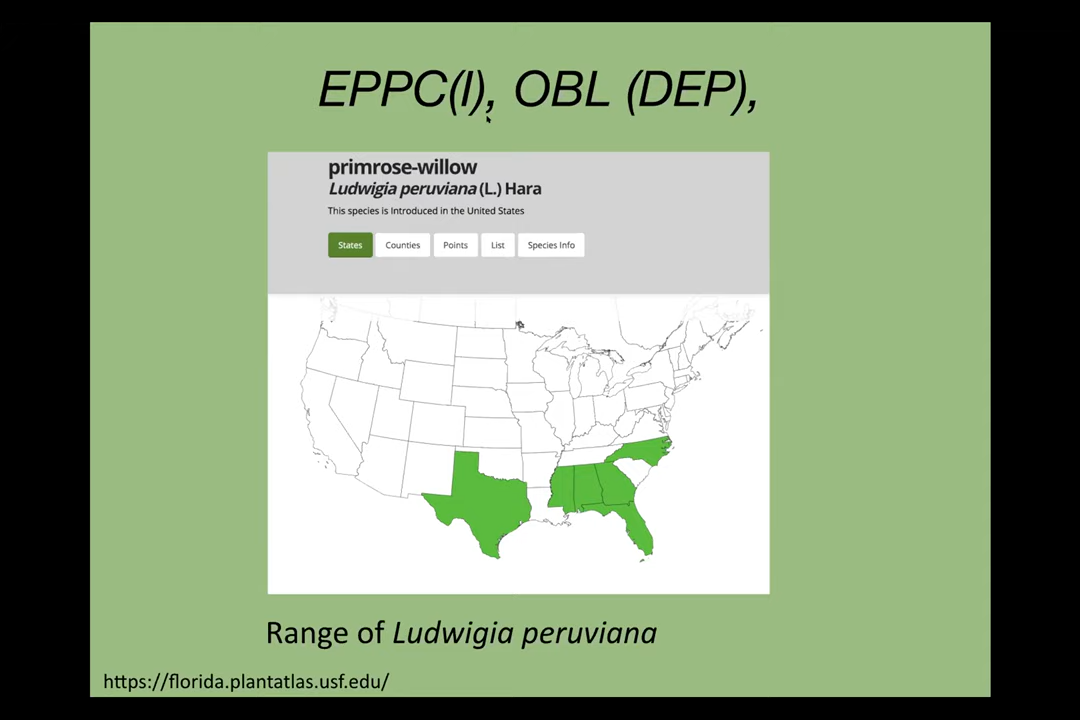 EPPC(I), OBL (DEP),
primrose-willow
Ludwigia peruviana (L.) Hara
This species is Introduced in the United States
States Counties Points List Species Info
Range of Ludwigia peruviana
https://florida.plantatlas.usf.edu/